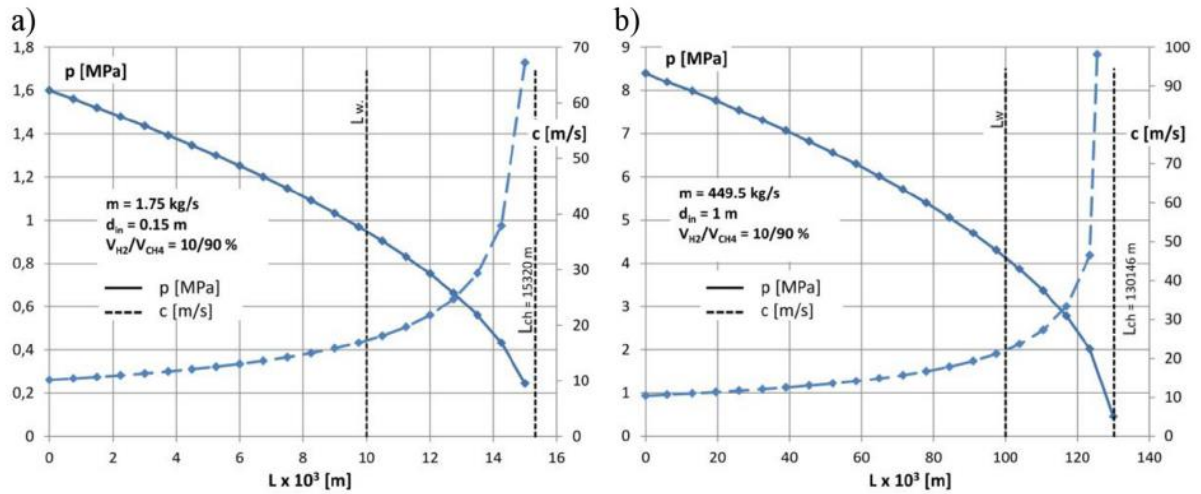 a)
1,8
1,6
1,4
1,2
1
0,8
0,6
0,4
0,2
0
p [MPa]
L w.
c [m/s]
m = 1.75 kg/s
d_in = 0.15 m
V_H2/V_CH4 = 10/90 %
p [MPa]
c [m/s]
L_ch = 15320 m
70
60
50
40
30
20
10
0
0 2 4 6 8 10 12 14 16
L x 10³ [m]
b)
9
8
7
6
5
4
3
2
1
0
p [MPa]
Lw
c [m/s]
m = 449.5 kg/s
d_in = 1 m
V_H2/V_CH4 = 10/90 %
p [MPa]
c [m/s]
Lch = 130146 m
100
90
80
70
60
50
40
30
20
10
0
0 20 40 60 80 100 120 140
L x 10³ [m]